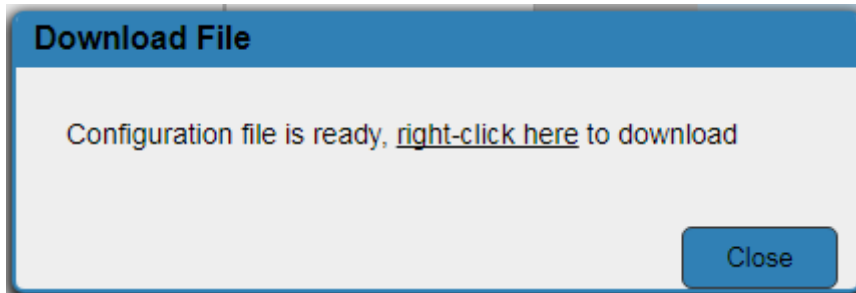 Download File
Configuration file is ready, right-click here to download
Close